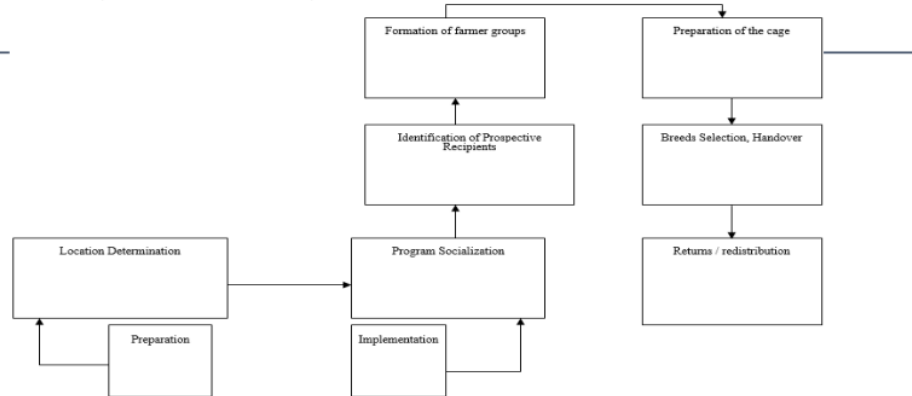 Formation of farmer groups
Preparation of the cage
Identification of Prospective
Recipients
Breeds Selection, Handover
Location Determination
Program Socialization
Returns / redistribution
Preparation
Implementation